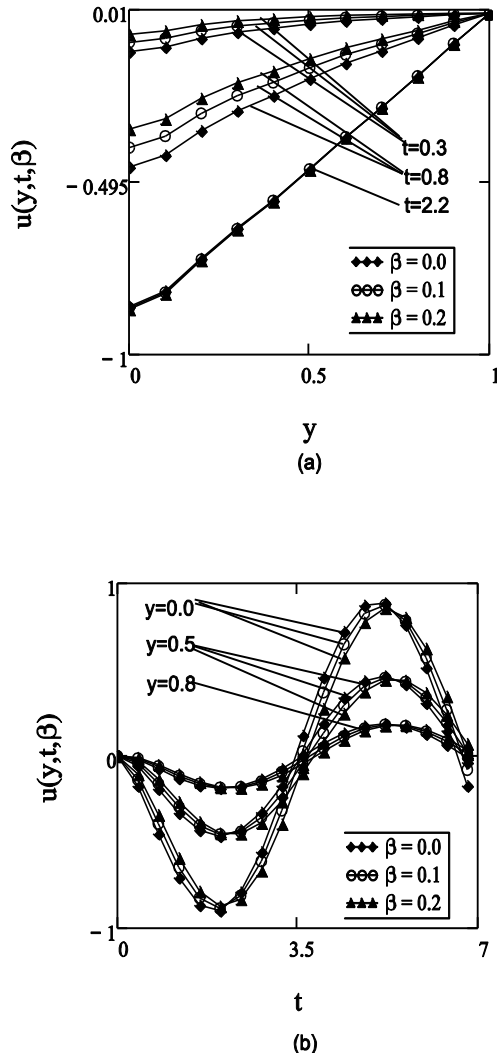 0.01
u(y,t,β)
− 0.495
− 1
t=0.3
t=0.8
t=2.2
β = 0.0
β = 0.1
β = 0.2
0
0.5
1
y
(a)
1
u(y,t,β)
0
− 1
y=0.0
y=0.5
y=0.8
β = 0.0
β = 0.1
β = 0.2
0
3.5
7
t
(b)